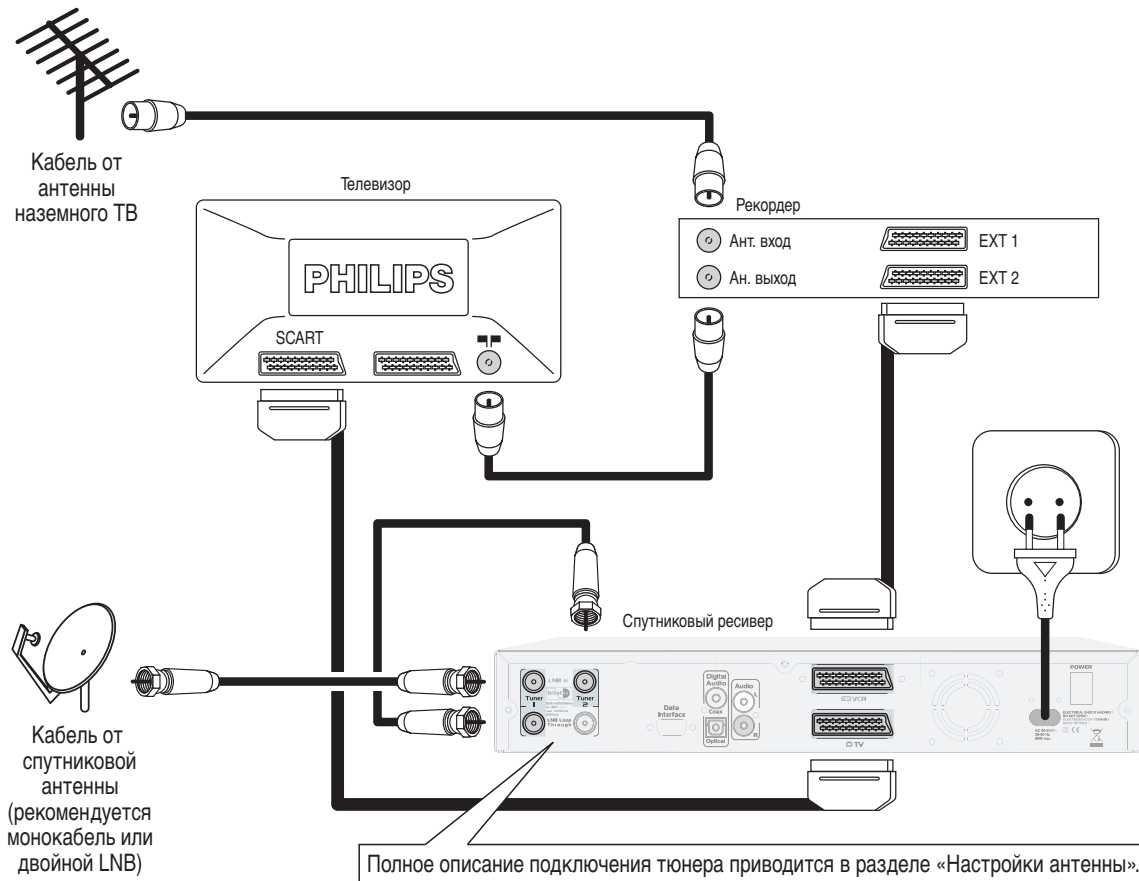 Кабель от
антенны
наземного ТВ
Телевизор
PHILIPS
SCART
Рекордер
Ант. вход
EXT 1
Ан. выход
EXT 2
Кабель от
спутниковой
антенны
(рекомендуется
монокабель или
двойной LNB)
Спутниковый ресивер
LNB in
Tuner
1
Tuner
2
LNB Loop
Through
Data
Interface
Digital
Audio
Coax
Optical
Audio
L
R
VCR
TV
POWER
Полное описание подключения тюнера приводится в разделе «Настройки антенны».